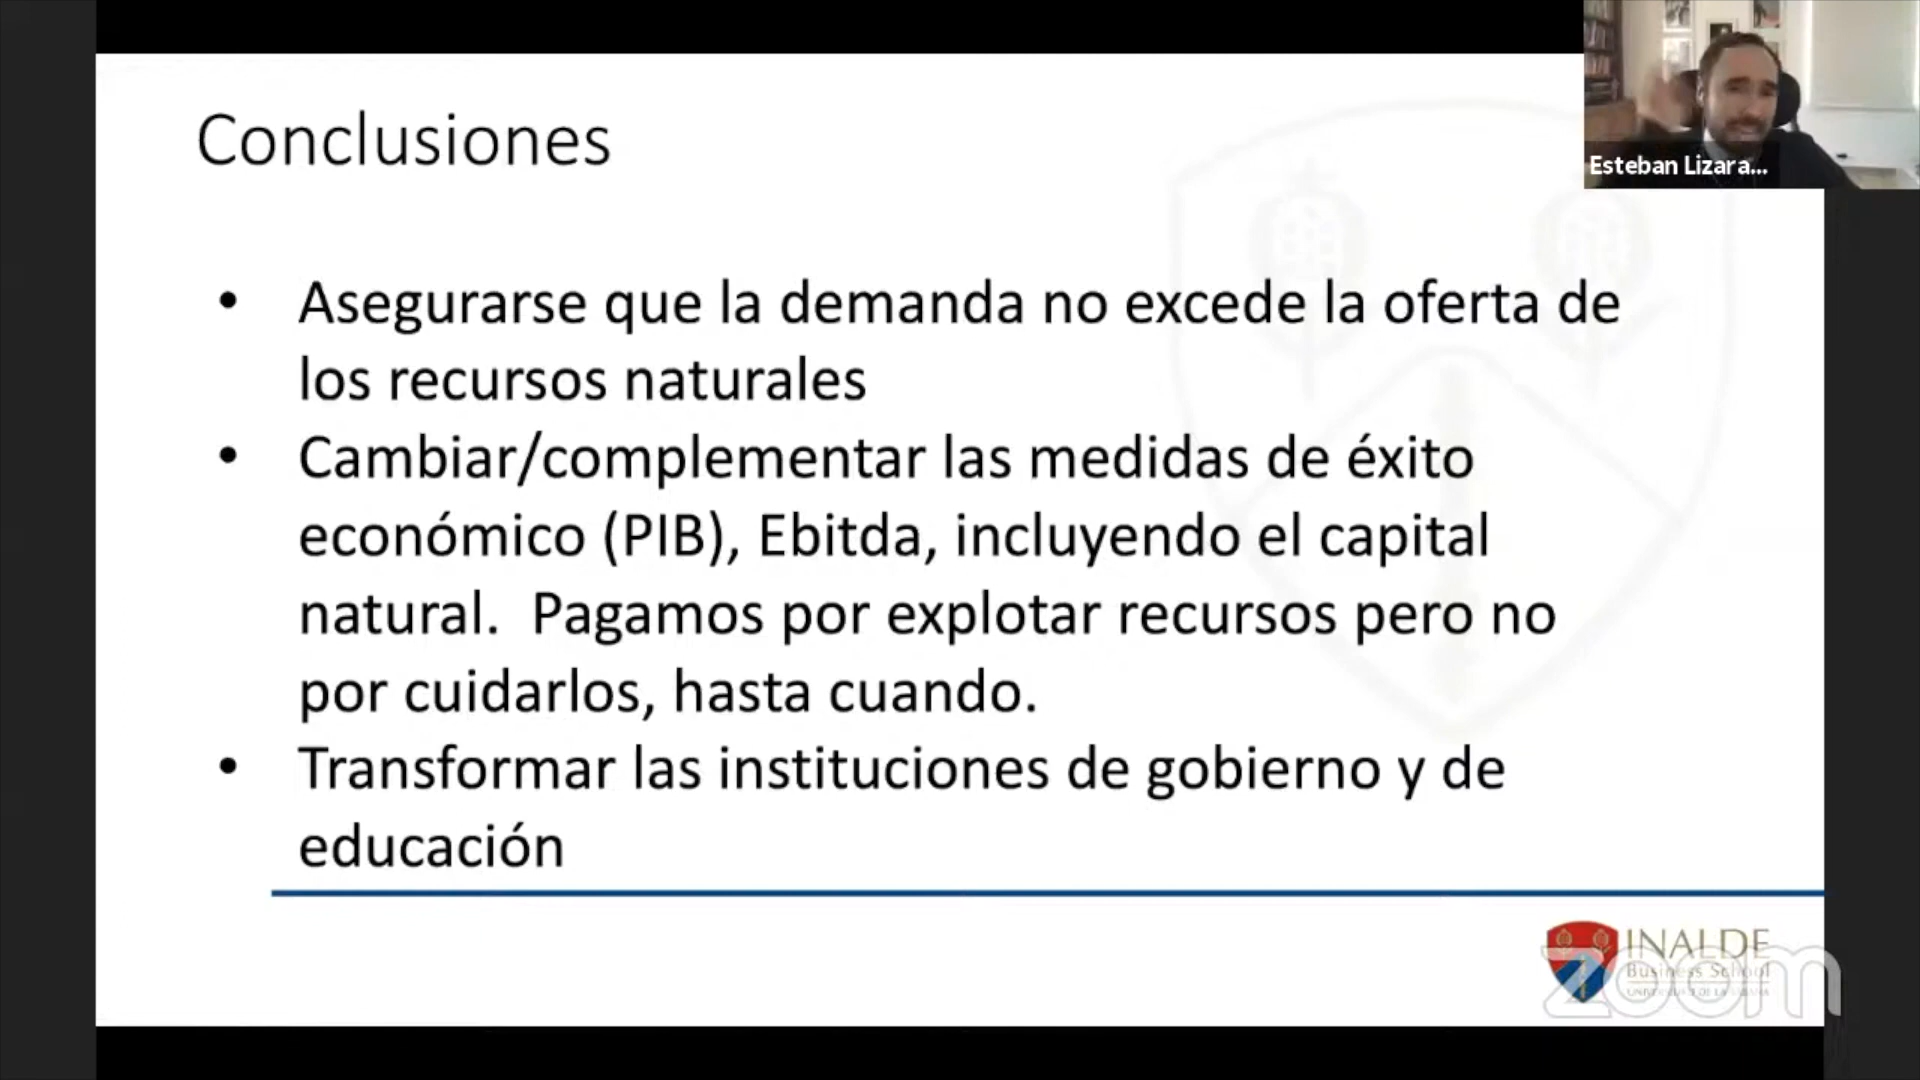 Conclusiones
Esteban Lizara...
• Asegurarse que la demanda no excede la oferta de
los recursos naturales
• Cambiar/complementar las medidas de éxito
económico (PIB), Ebitda, incluyendo el capital
natural.  Pagamos por explotar recursos pero no
por cuidarlos, hasta cuando.
• Transformar las instituciones de gobierno y de
educación
INALDE
Business School
zoom